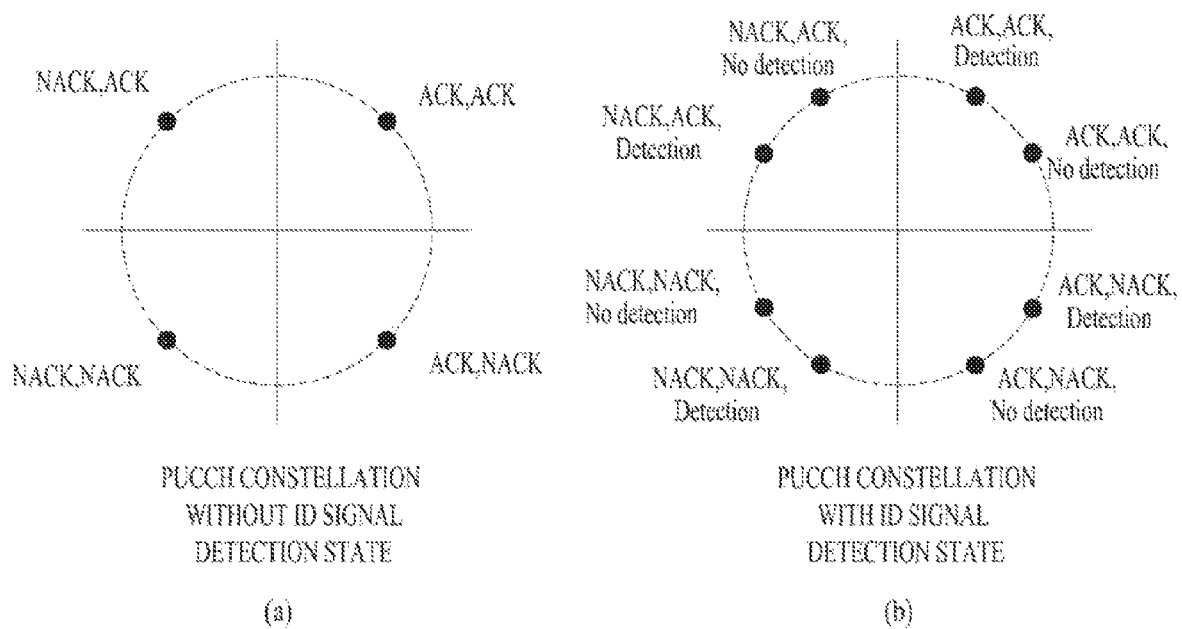 NACK,ACK
ACK,ACK
NACK,NACK
ACK,NACK
PUCCH CONSTELLATION
WITHOUT ID SIGNAL
DETECTION STATE
(a)
NACK,ACK,
No detection
ACK,ACK,
Detection
NACK,ACK,
Detection
ACK,ACK,
No detection
NACK,NACK,
No detection
ACK,NACK,
Detection
NACK,NACK,
Detection
ACK,NACK,
No detection
PUCCH CONSTELLATION
WITH ID SIGNAL
DETECTION STATE
(b)